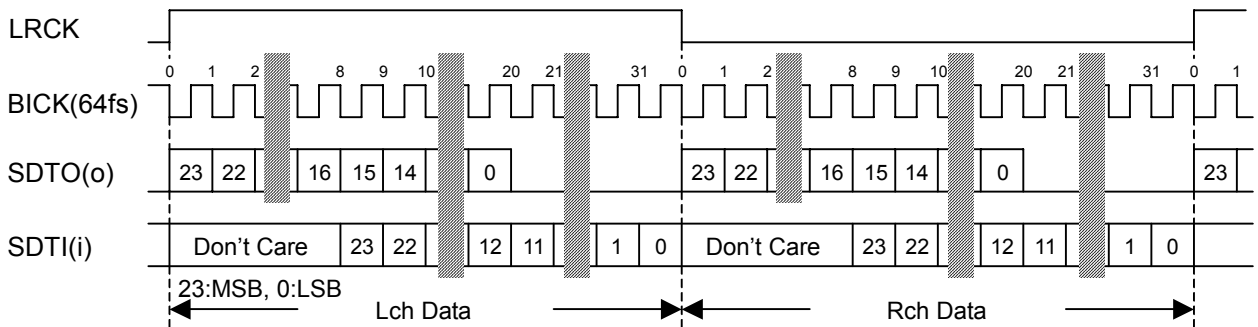 LRCK
0 1 2 8 9 10 20 21 31 0 1 2 8 9 10 20 21 31 0 1
BICK(64fs)
SDTO(o) 23 22 16 15 14 0 23 22 16 15 14 0 23
SDTI(i) Don't Care 23 22 12 11 1 0 Don't Care 23 22 12 11 1 0
23:MSB, 0:LSB
Lch Data Rch Data